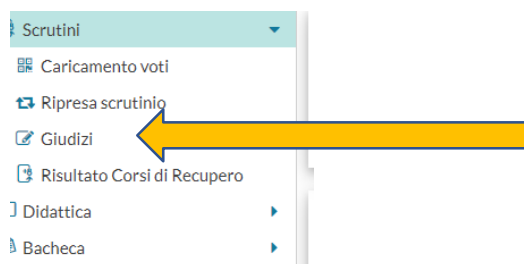 Scrutini
Caricamento voti
Ripresa scrutinio
Giudizi
Risultato Corsi di Recupero
Didattica
Bacheca